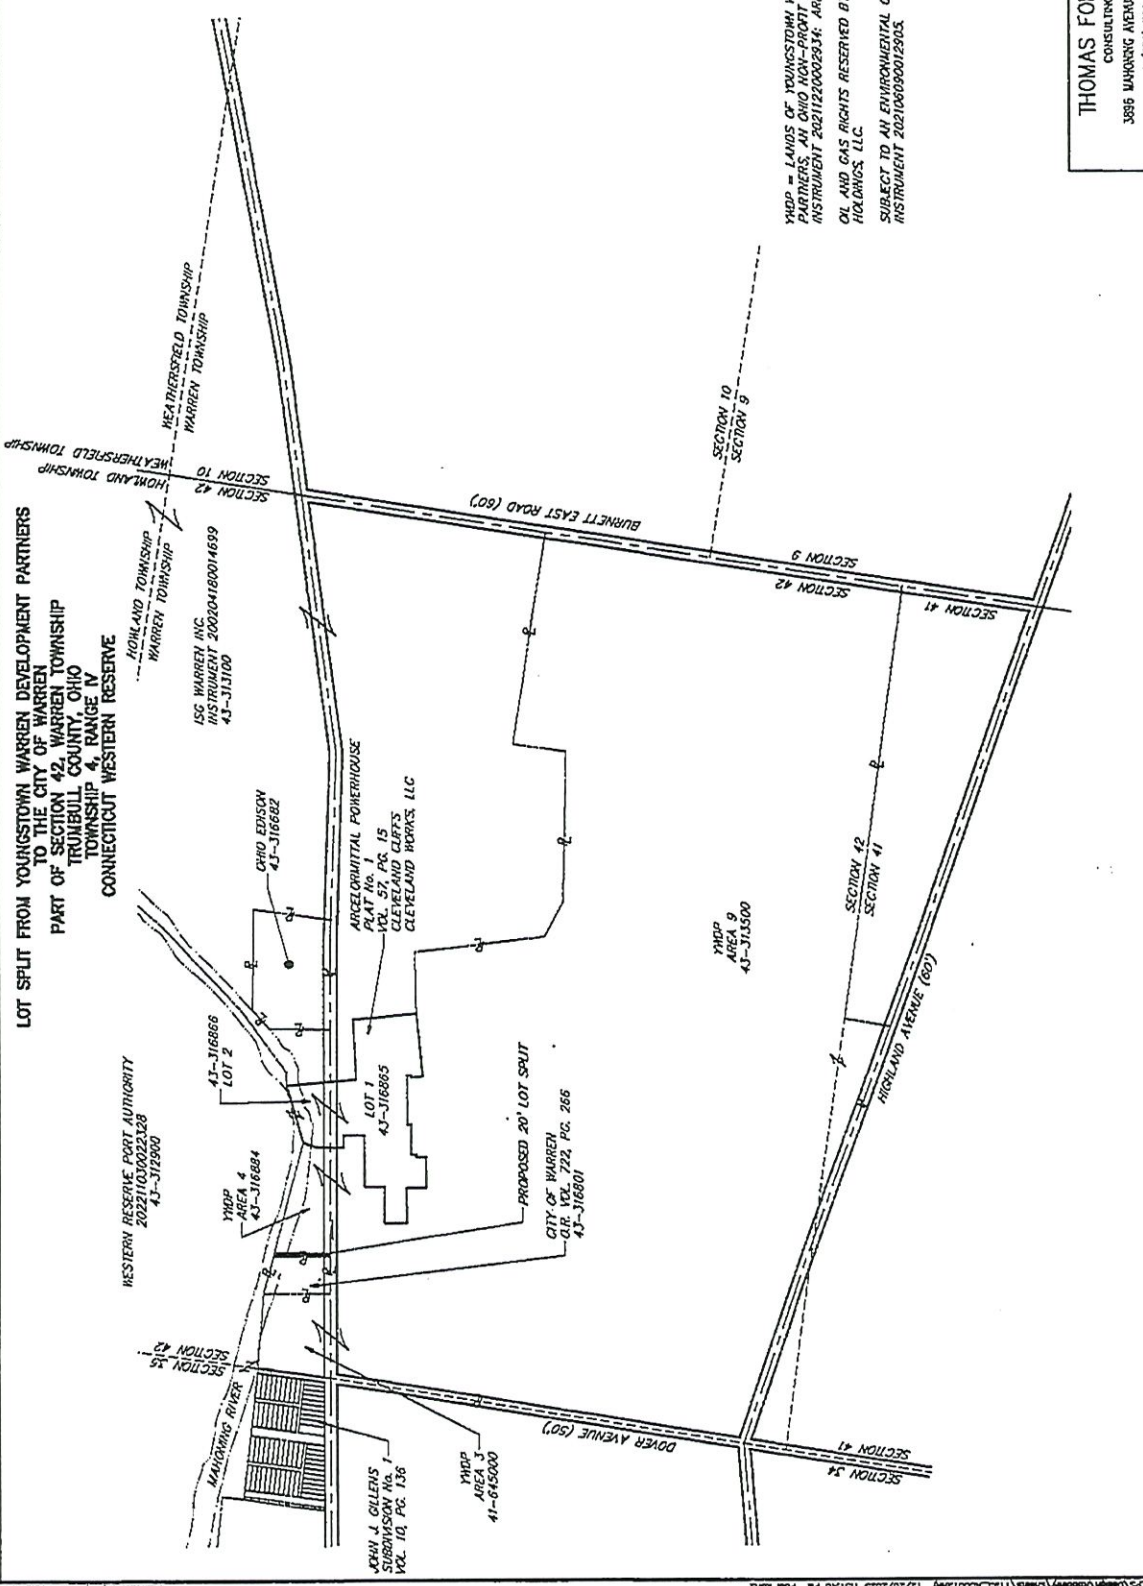 LOT SPLIT FROM YOUNGSTOWN WARREN DEVELOPMENT PARTNERS
TO THE CITY OF WARREN
PART OF SECTION 42, WARREN TOWNSHIP
TRUMBULL COUNTY, OHIO
TOWNSHIP 4, RANGE IV
CONNECTICUT WESTERN RESERVE
WESTERN RESERVE PORT AUTHORITY
202211030022328
43-312900
43-316866
LOT 2
OHIO EDISON
43-316682
ISG WARREN INC.
INSTRUMENT 200204180014699
43-313100
HOWLAND TOWNSHIP
WARREN TOWNSHIP
HOWLAND TOWNSHIP
WEATHERSFIELD TOWNSHIP
WEATHERSFIELD TOWNSHIP
WARREN TOWNSHIP
SECTION 42
SECTION 10
SECTION 35
SECTION 42
MAHONING RIVER
YWDP
AREA 4
43-316884
ARCELORMITTAL POWERHOUSE
PLAT No. 1
VOL. 57, PG. 15
CLEVELAND CLIFFS
CLEVELAND WORKS, LLC
LOT 1
43-316865
JOHN J. GILLENS
SUBDIVISION No. 1
VOL. 10, PG. 136
YWDP
AREA 3
41-645000
PROPOSED 20' LOT SPLIT
CITY OF WARREN
O.R. VOL. 722, PG. 266
43-316801
BURNETT EAST ROAD (60')
DOVER AVENUE (50')
YWDP
AREA 9
43-313500
SECTION 10
SECTION 9
SECTION 42
SECTION 9
SECTION 41
SECTION 42
SECTION 41
HIGHLAND AVENUE (60')
SECTION 34
SECTION 41
YWDP = LANDS OF YOUNGSTOWN
PARTNERS, AN OHIO NON-PROFIT
INSTRUMENT 20211220002934:
OIL AND GAS RIGHTS RESERVED
HOLDINGS, LLC.
SUBJECT TO AN ENVIRONMENTAL
INSTRUMENT 202106090012905.
THOMAS
CONSULTING
3896 MAHONING